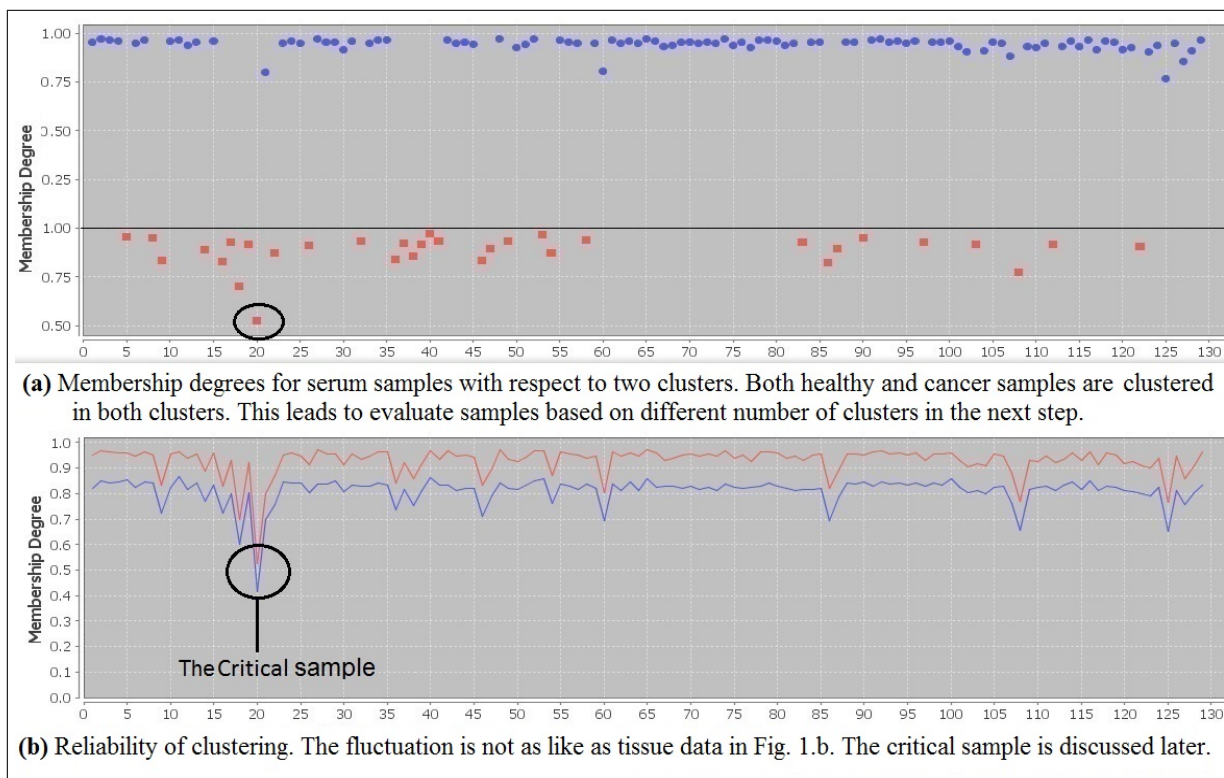 1.00
0.75
0.50
0.25
1.00
0.75
0.50
Membership Degree
Membership Degree
0 5 10 15 20 25 30 35 40 45 50 55 60 65 70 75 80 85 90 95 100 105 110 115 120 125 130
(a) Membership degrees for serum samples with respect to two clusters. Both healthy and cancer samples are clustered
in both clusters. This leads to evaluate samples based on different number of clusters in the next step.
1.0
0.9
0.8
0.7
0.6
0.5
0.4
0.3
0.2
0.1
0.0
Membership Degree
The Critical sample
0 5 10 15 20 25 30 35 40 45 50 55 60 65 70 75 80 85 90 95 100 105 110 115 120 125 130
(b) Reliability of clustering. The fluctuation is not as like as tissue data in Fig. 1.b. The critical sample is discussed later.